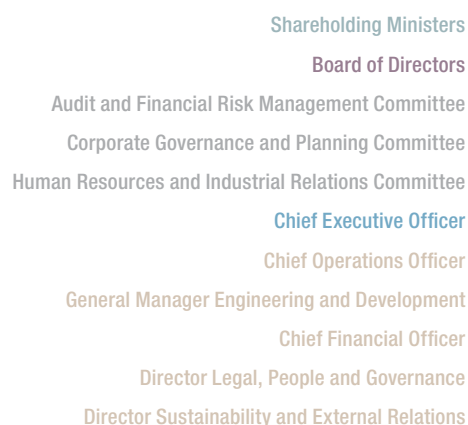 Shareholding Ministers
Board of Directors
Audit and Financial Risk Management Committee
Corporate Governance and Planning Committee
Human Resources and Industrial Relations Committee
Chief Executive Officer
Chief Operations Officer
General Manager Engineering and Development
Chief Financial Officer
Director Legal, People and Governance
Director Sustainability and External Relations